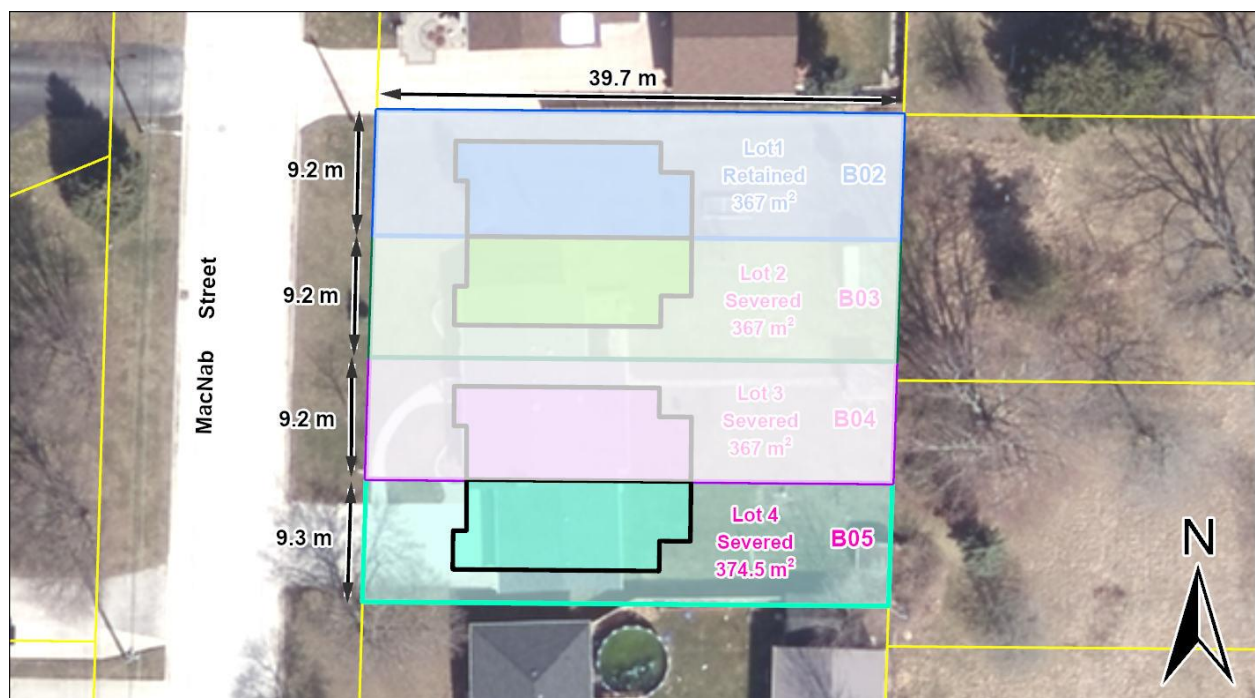 39.7 m
9.2 m
Lot1
Retained
367 m²
B02
9.2 m
Lot 2
Severed
367 m²
B03
MacNab Street
9.2 m
Lot 3
Severed
367 m²
B04
9.3 m
Lot 4
Severed
374.5 m²
B05
N